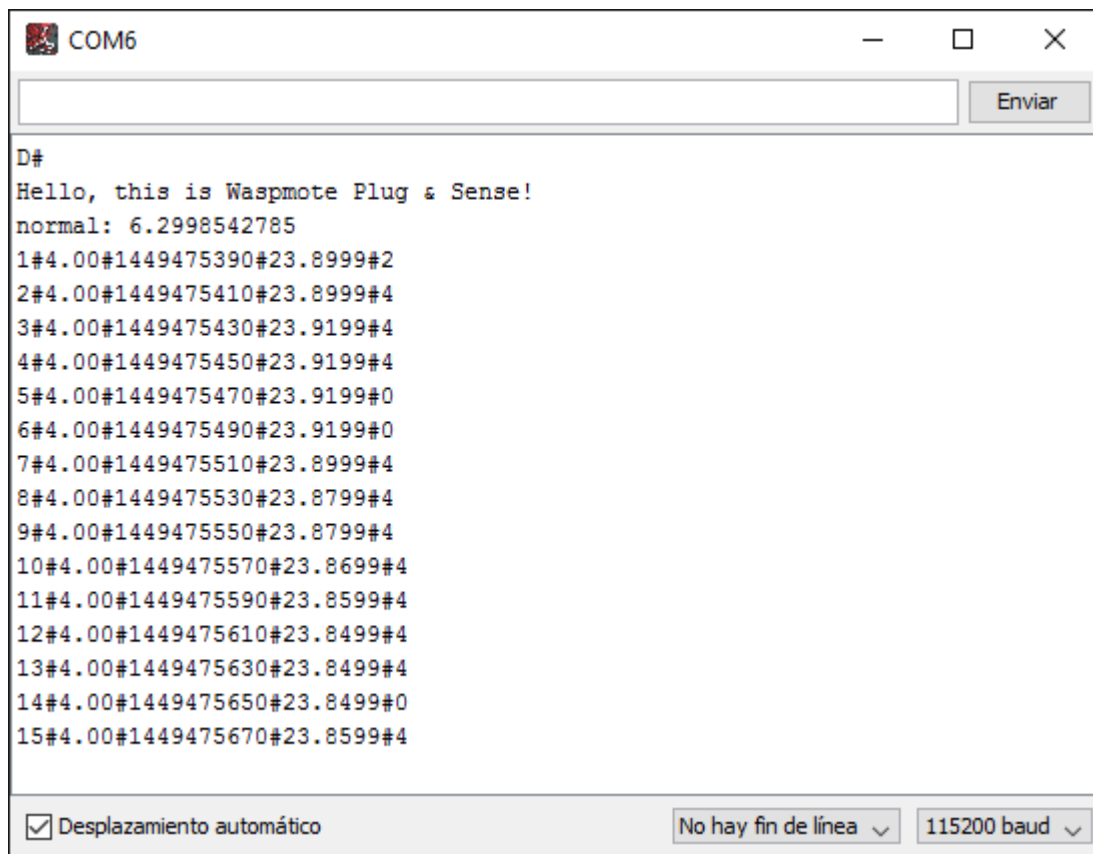 COM6
Enviar
D#
Hello, this is Waspmote Plug & Sense!
normal: 6.2998542785
1#4.00#1449475390#23.8999#2
2#4.00#1449475410#23.8999#4
3#4.00#1449475430#23.9199#4
4#4.00#1449475450#23.9199#4
5#4.00#1449475470#23.9199#0
6#4.00#1449475490#23.9199#0
7#4.00#1449475510#23.8999#4
8#4.00#1449475530#23.8799#4
9#4.00#1449475550#23.8799#4
10#4.00#1449475570#23.8699#4
11#4.00#1449475590#23.8599#4
12#4.00#1449475610#23.8499#4
13#4.00#1449475630#23.8499#4
14#4.00#1449475650#23.8499#0
15#4.00#1449475670#23.8599#4
Desplazamiento automático No hay fin de línea 115200 baud